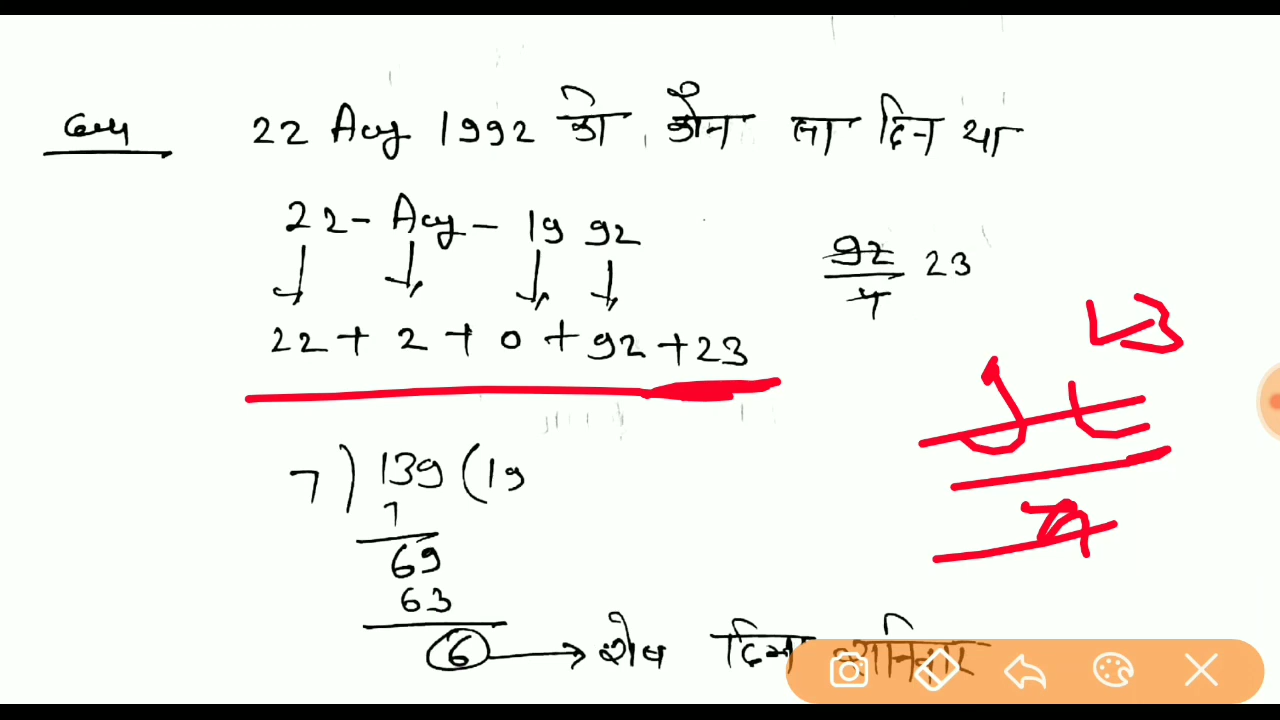 22 Aug 1992 को कौन सा दिन था
22 - Aug - 19 92
92/4 23
22 + 2 + 0 + 92 + 23
7 ) 139 ( 19
7
69
63
6 → शेष दिन शनिवार